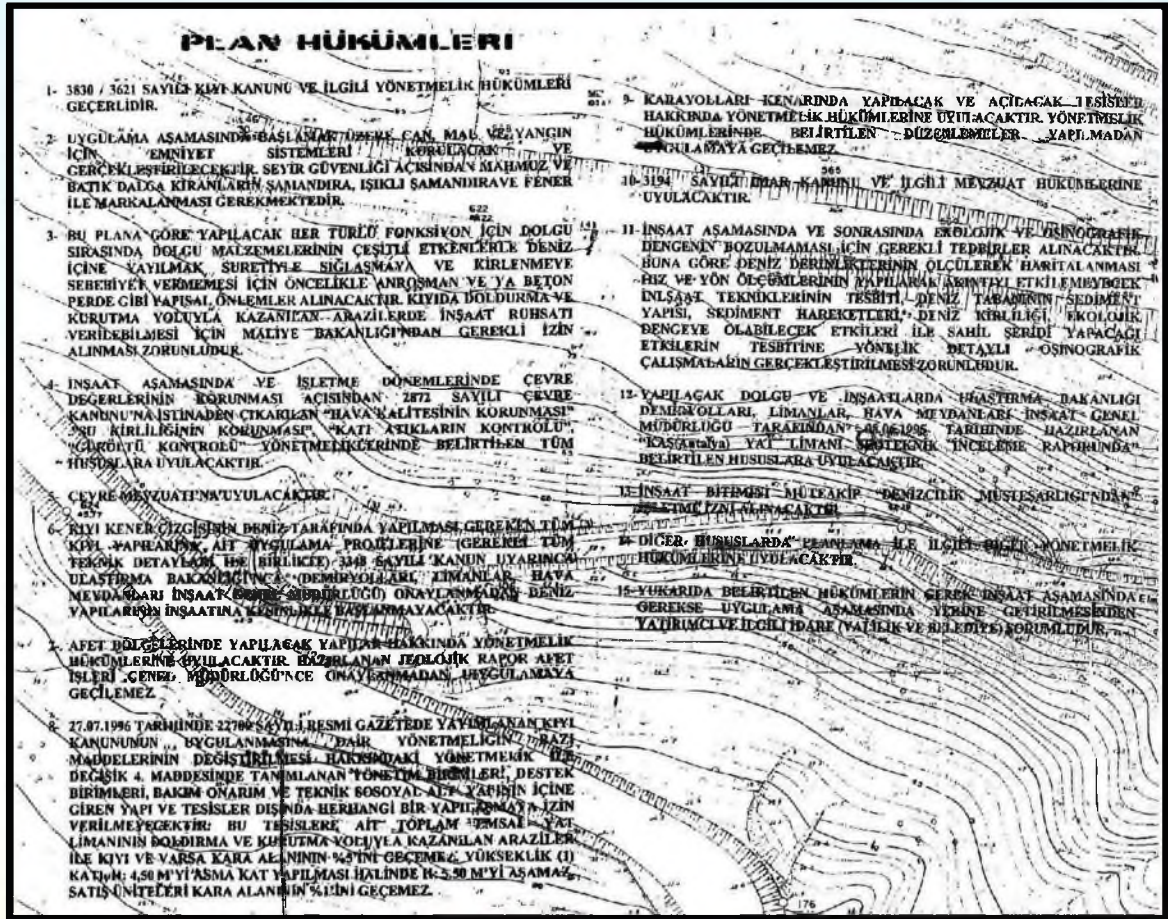 PLAN HÜKÜMLERI
1- 3830 / 3621 SAYILI KIYI KANUNU VE İLGİLİ YÖNETMELİK HÜKÜMLERİ
GEÇERLİDİR.
2- UYGULAMA AŞAMASINDA BAŞLAMAK ÜZERE CAN, MAL VE YANGIN
İÇİN EMNİYET SİSTEMLERİ KURULACAK VE
GERÇEKLEŞTİRİLECEKTİR. SEYİR GÜVENLİĞİ AÇISINDAN MAHMUZ VE
BATIK DALGA KIRANLARIN ŞAMANDIRA, IŞIKLI ŞAMANDIRAVE FENER
İLE MARKALANMASI GEREKMEKTEDİR.
3- BU PLANA GÖRE YAPILACAK HER TÜRLÜ FONKSİYON İÇİN DOLGU
SIRASINDA DOLGU MALZEMELERİNİN ÇEŞİTLİ ETKENLERLE DENİZ
İÇİNE YAYILMAK SURETİYLE SIĞLAŞMAYA VE KİRLENMEYE
SEBEBİYET VERMEMESİ İÇİN ÖNCELİKLE ANROŞMAN VE YA BETON
PERDE GİBİ YAPISAL ÖNLEMLER ALINACAKTIR. KIYIDA DOLDURMA VE
KURUTMA YOLUYLA KAZANILAN ARAZİLERDE İNŞAAT RUHSATI
VERİLEBİLMESİ İÇİN MALİYE BAKANLIĞI'NDAN GEREKLİ İZİN
ALINMASI ZORUNLUDUR.
4- İNŞAAT AŞAMASINDA VE İŞLETME DÖNEMLERİNDE ÇEVRE
DEĞERLERİNİN KORUNMASI AÇISINDAN 2872 SAYILI ÇEVRE
KANUNU'NA İSTİNADEN ÇIKARILAN "HAVA KALİTESİNİN KORUNMASI"
"SU KİRLİLİĞİNİN KORUNMASI", "KATI ATIKLARIN KONTROLÜ",
"GÜRÜLTÜ KONTROLÜ" YÖNETMELİKLERİNDE BELİRTİLEN TÜM
HUSUSLARA UYULACAKTIR.
5- ÇEVRE MEVZUATI'NA UYULACAKTIR.
6- KIYI KENER ÇİZGİSİNİN DENİZ TARAFINDA YAPILMASI GEREKEN TÜM
KIYI YAPILARINA AİT UYGULAMA PROJELERİNE (GEREKLİ TÜM
TEKNİK DETAYLARI İLE BİRLİKTE) 3348 SAYILI KANUN UYARINCA
ULAŞTIRMA BAKANLIĞI'NCA (DEMİRYOLLARI, LİMANLAR, HAVA
MEYDANLARI İNŞAAT GENEL MÜDÜRLÜĞÜ) ONAYLANMADAN DENİZ
YAPILARININ İNŞAATINA KESİNLİKLE BAŞLANMAYACAKTIR.
7- AFET BÖLGELERİNDE YAPILACAK YAPILAR HAKKINDA YÖNETMELİK
HÜKÜMLERİNE UYULACAKTIR. HAZIRLANAN JEOLOJİK RAPOR AFET
İŞLERİ GENEL MÜDÜRLÜĞÜ'NCE ONAYLANMADAN UYGULAMAYA
GEÇİLEMEZ
8- 27.07.1996 TARİHİNDE 22709 SAYILI RESMİ GAZETEDE YAYIMLANAN KIYI
KANUNUNUN UYGULANMASINA DAİR YÖNETMELİĞİN BAZI
MADDELERİNİN DEĞİŞTİRİLMESİ HAKKINDAKİ YÖNETMEKİK İLE
DEĞİŞİK 4. MADDESİNDE TANIMLANAN YÖNETİM BİRİMLERİ, DESTEK
BİRİMLERİ, BAKIM ONARIM VE TEKNİK SOSOYAL ALT YAPININ İÇİNE
GİREN YAPI VE TESİSLER DIŞINDA HERHANGİ BİR YAPILAŞMAYA İZİN
VERİLMEYECEKTİR. BU TESİSLERE AİT TOPLAM EMSAL YAT
LİMANININ DOLDURMA VE KURUTMA YOLUYLA KAZANILAN ARAZİLER
İLE KIYI VE VARSA KARA ALANININ %5'İNİ GEÇEMEZ. YÜKSEKLİK (1)
KATI H: 4,50 M'Yİ ASMA KAT YAPILMASI HALİNDE H: 5.50 M'Yİ AŞAMAZ.
SATIŞ ÜNİTELERİ KARA ALANININ %1'İNİ GEÇEMEZ.
9- KARAYOLLARI KENARINDA YAPILACAK VE AÇILACAK TESİSLER
HAKKINDA YÖNETMELİK HÜKÜMLERİNE UYULACAKTIR. YÖNETMELİK
HÜKÜMLERİNDE BELİRTİLEN DÜZENLEMELER YAPILMADAN
UYGULAMAYA GEÇİLEMEZ.
10- 3194 SAYILI İMAR KANUNU VE İLGİLİ MEVZUAT HÜKÜMLERİNE
UYULACAKTIR.
11- İNŞAAT AŞAMASINDA VE SONRASINDA EKOLOJİK VE OŞİNOGRAFİK
DENGENİN BOZULMAMASI İÇİN GEREKLİ TEDBİRLER ALINACAKTIR.
BUNA GÖRE DENİZ DERİNLİKLERİNİN ÖLÇÜLEREK HARİTALANMASI
HIZ VE YÖN ÖLÇÜMLERİNİN YAPILARAK AKINTIYI ETKİLEMEYECEK
İNLŞAAT TEKNİKLERİNİN TESBİTİ, DENİZ TABANININ SEDİMENT
YAPISI, SEDİMENT HAREKETLERİ, DENİZ KİRLİLİĞİ, EKOLOJİK
DENGEYE OLABİLECEK ETKİLERİ İLE SAHİL ŞERİDİ YAPACAĞI
ETKİLERİN TESBİTİNE YÖNELİK DETAYLI OŞİNOGRAFİK
ÇALIŞMALARIN GERÇEKLEŞTİRİLMESİ ZORUNLUDUR.
12- YAPILAÇAK DOLGU VE İNŞAATLARDA ULAŞTIRMA BAKANLIĞI
DEMİRYOLLARI, LİMANLAR, HAVA MEYDANLARI İNŞAAT GENEL
MÜDÜRLÜĞÜ TARAFINDAN 05.06.1995 TARİHİNDE HAZIRLANAN
"KAŞ(Antalya) YAT LİMANI JEOTEKNİK İNCELEME RAPORUNDA"
BELİRTİLEN HUSUSLARA UYULACAKTIR.
13- İNŞAAT BİTİMİNİ MÜTEAKİP "DENİZCİLİK MÜSTEŞARLIĞI'NDAN"
İŞLETME İZNİ ALINACAKTIR
14- DİĞER HUSUSLARDA PLANLAMA İLE İLGİLİ DİĞER YÖNETMELİK
HÜKÜMLERİNE UYULACAKTIR.
15- YUKARIDA BELİRTİLEN HÜKÜMLERİN GEREK İNŞAAT AŞAMASINDA
GEREKSE UYGULAMA AŞAMASINDA YERİNE GETİRİLMESİNDEN
YATIRIMCI VE İLGİLİ İDARE (VALİLİK VE BELEDİYE) SORUMLUDUR.
622
565
624
176